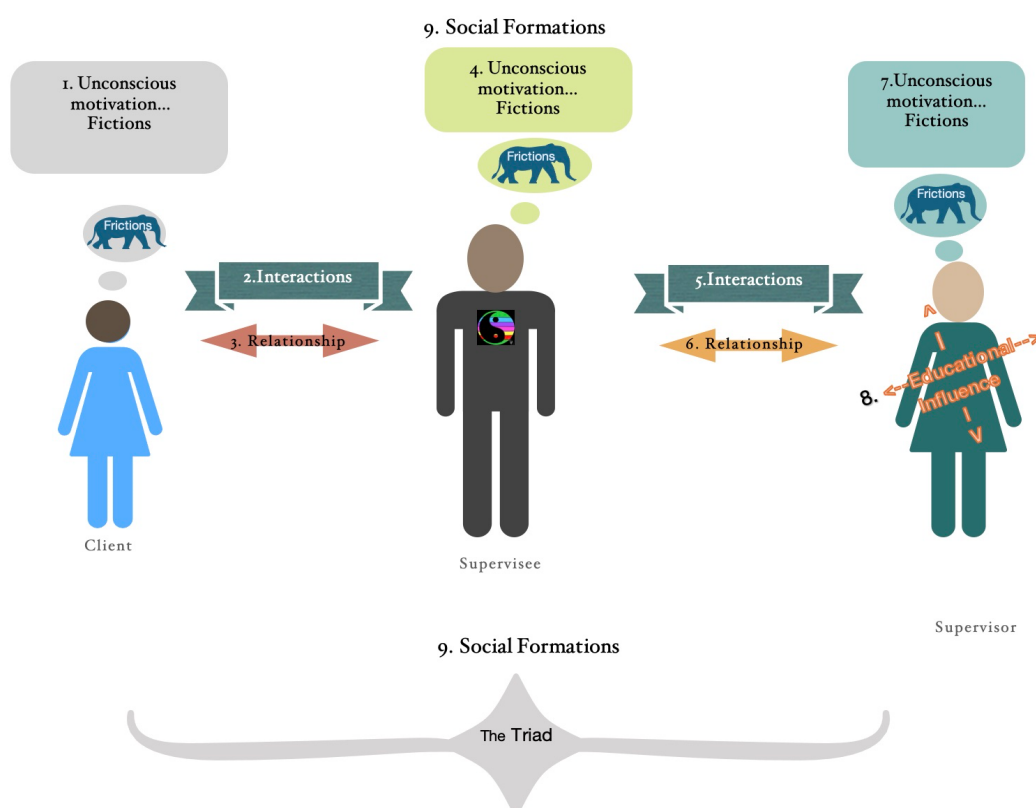 9. Social Formations
1. Unconscious
motivation...
Fictions
4. Unconscious
motivation...
Fictions
7.Unconscious
motivation...
Fictions
Frictions
Frictions
Frictions
2.Interactions
5.Interactions
3. Relationship
6. Relationship
8. <--Educational-->
Influence
Client
Supervisee
Supervisor
9. Social Formations
The Triad